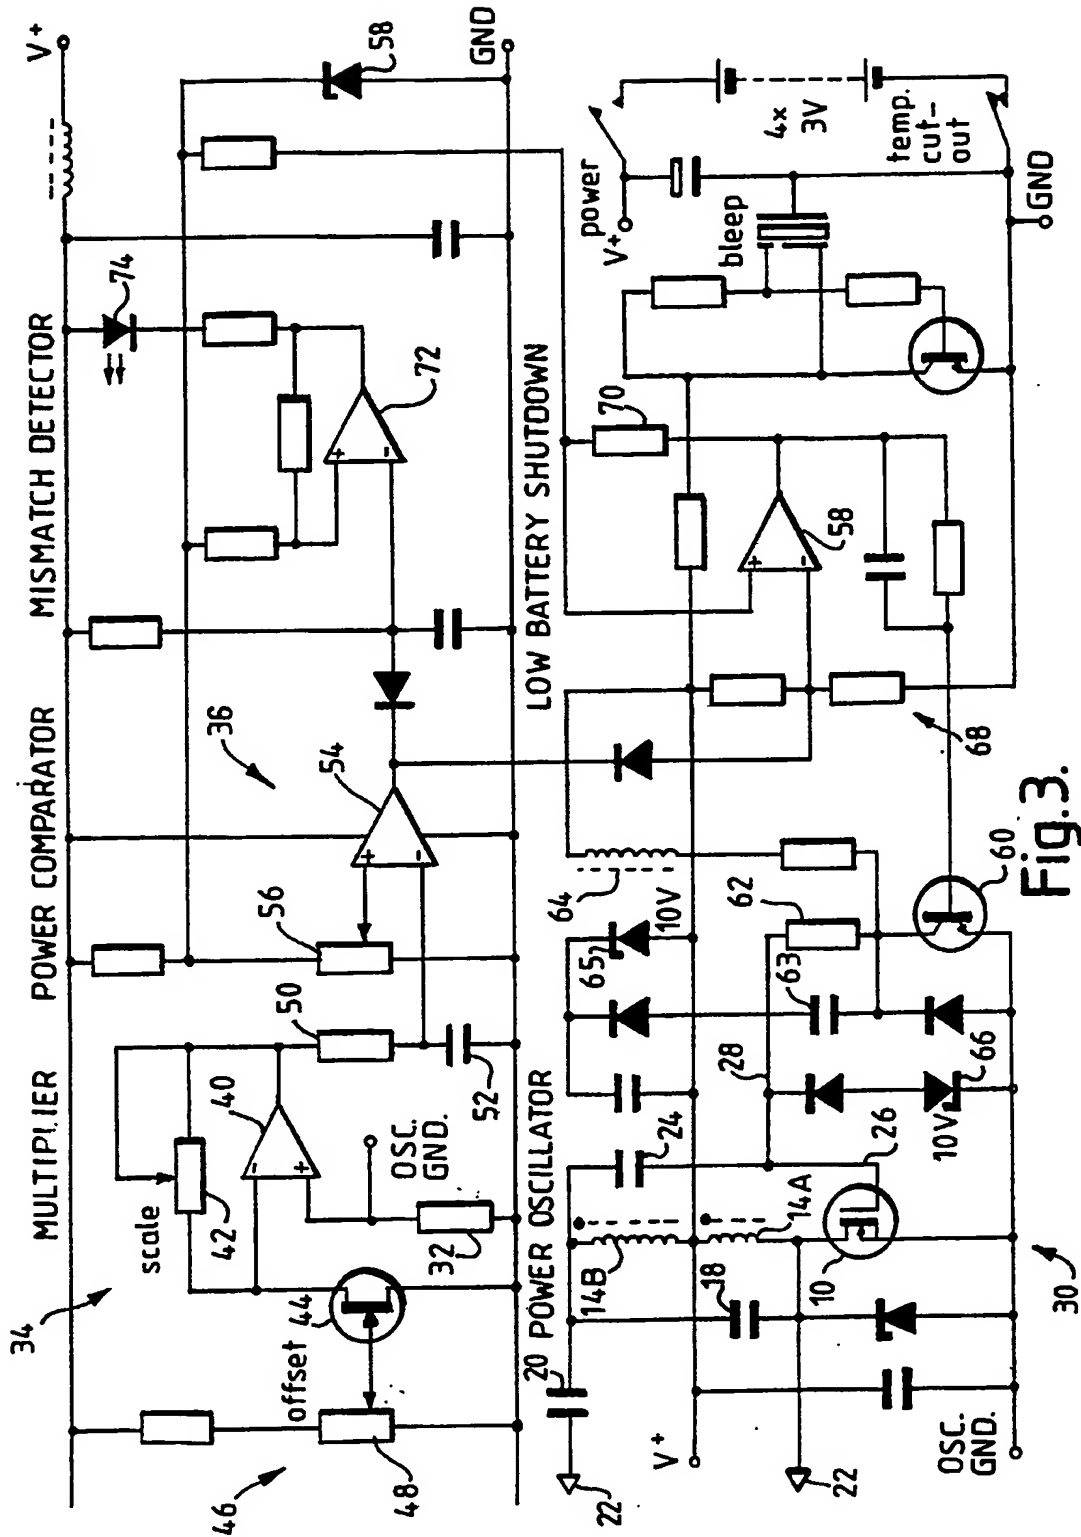 34
46
MULTIPLIER
POWER COMPARATOR
MISMATCH DETECTOR
V+
scale
42
offset
44
48
40
OSC.
GND.
32
50
52
56
54
36
72
74
58
GND
POWER OSCILLATOR
LOW BATTERY SHUTDOWN
20
22
V+
22
OSC.
GND.
14B
18
14A
10
24
26
28
30
65
10V
64
63
62
10V
66
60
68
58
70
bleep
power
V+
4x
3V
temp.
cut-
out
GND
Fig.3.